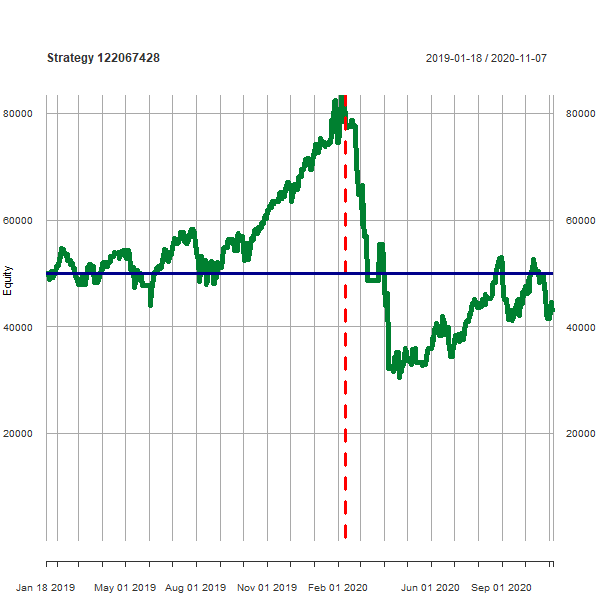 Strategy 122067428
2019-01-18 / 2020-11-07
80000
80000
60000
60000
Equity
40000
40000
20000
20000
Jan 18 2019
May 01 2019
Aug 01 2019
Nov 01 2019
Feb 01 2020
Jun 01 2020
Sep 01 2020